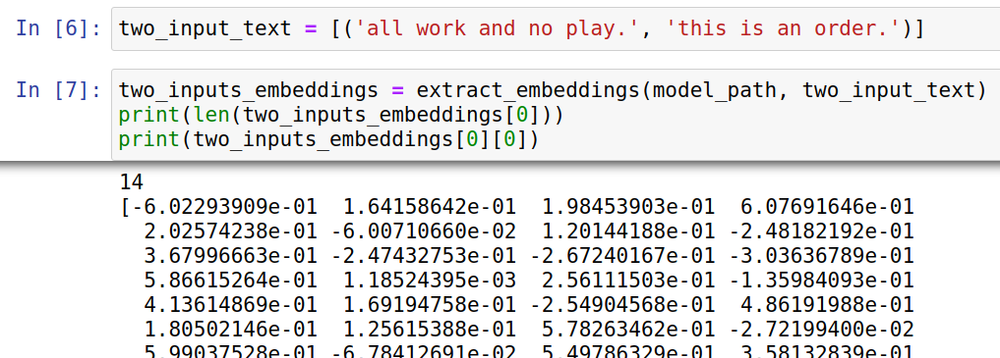 In [6]: two_input_text = [('all work and no play.', 'this is an order.')]
In [7]: two_inputs_embeddings = extract_embeddings(model_path, two_input_text)
print(len(two_inputs_embeddings[0]))
print(two_inputs_embeddings[0][0])
14
[-6.02293909e-01 1.64158642e-01 1.98453903e-01 6.07691646e-01
2.02574238e-01 -6.00710660e-02 1.20144188e-01 -2.48182192e-01
3.67996663e-01 -2.47432753e-01 -2.67240167e-01 -3.03636789e-01
5.86615264e-01 1.18524395e-03 2.56111503e-01 -1.35984093e-01
4.13614869e-01 1.69194758e-01 -2.54904568e-01 4.86191988e-01
1.80502146e-01 1.25615388e-01 5.78263462e-01 -2.72199400e-02
5.99037528e-01 -6.78412691e-02 5.49786329e-01 3.58132839e-01